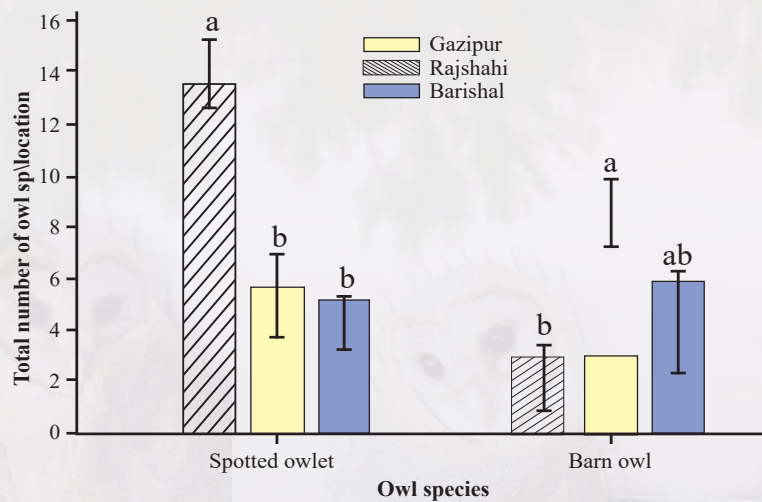 Total number of owl sp\location
16
14
12
10
8
6
4
2
0
Gazipur
Rajshahi
Barishal
a
b
b
b
a
ab
Spotted owlet
Barn owl
Owl species